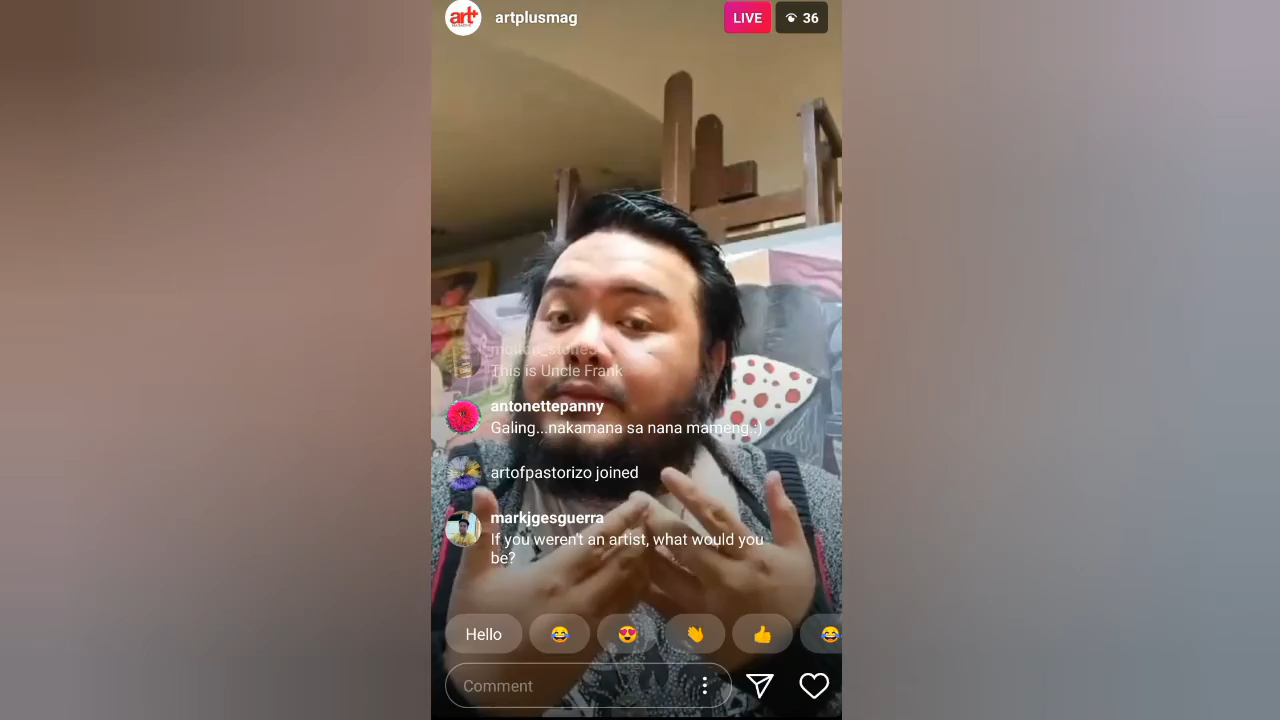 art+
artplusmag
LIVE
36
This is Uncle Frank
antonettepanny
Galing...nakamana sa nana mameng.:)
artofpastorizo joined
markjgesguerra
If you weren't an artist, what would you
be?
Hello
Comment